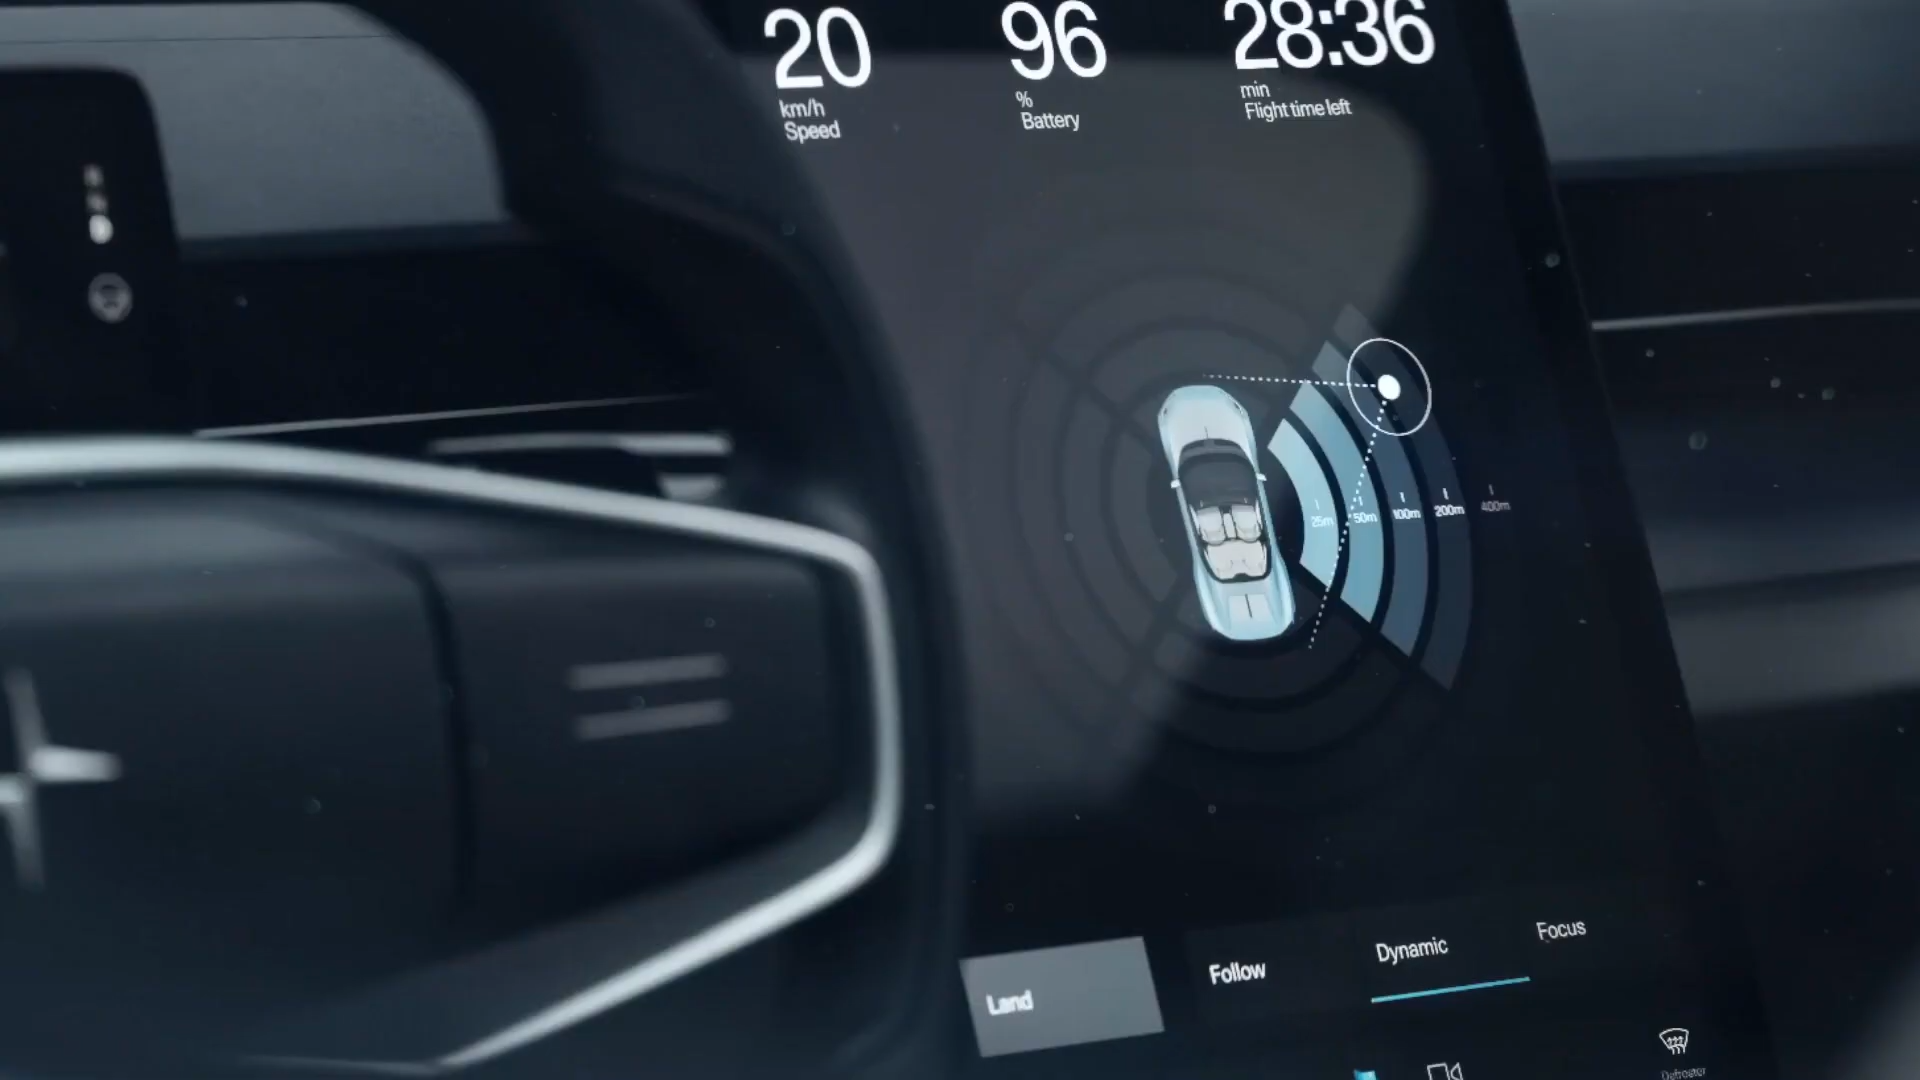 20
km/h
Speed
96
%
Battery
28:36
min
Flight time left
25m
50m
100m
200m
400m
Land
Follow
Dynamic
Focus
Defroster